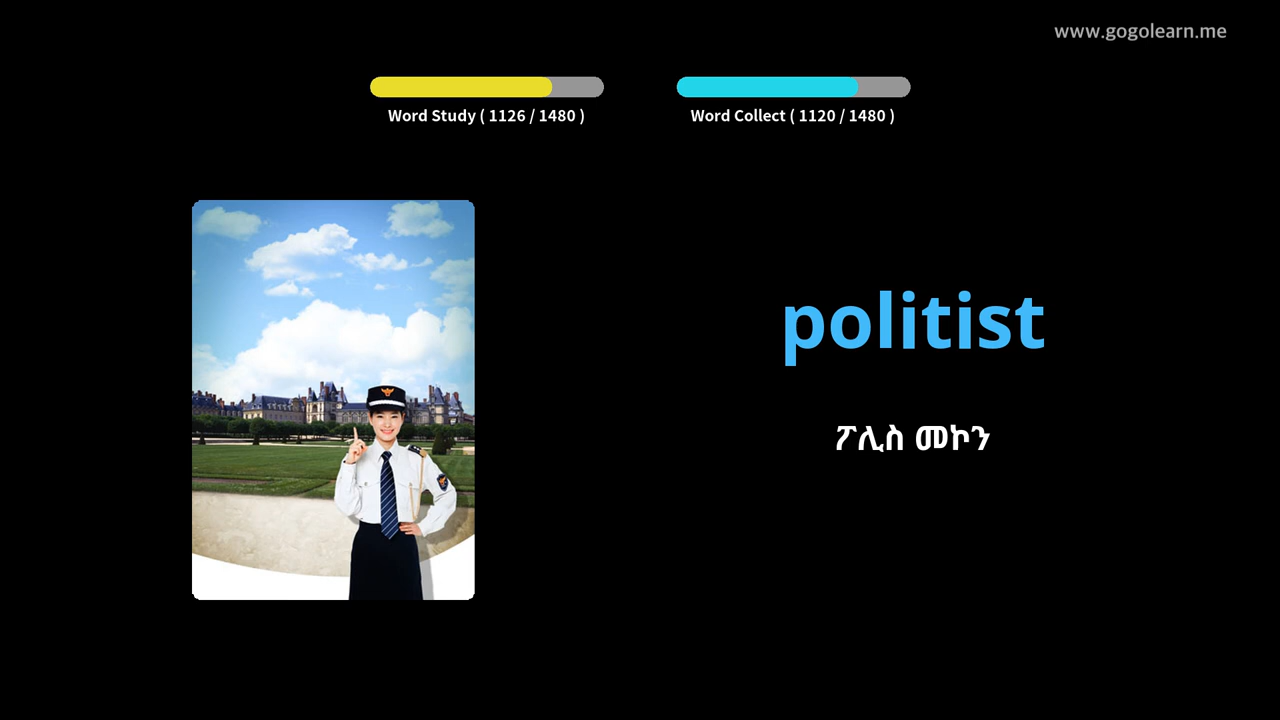 www.gogolearn.me
Word Study ( 1126 / 1480 )
Word Collect ( 1120 / 1480 )
politist
ፖሊስ መኮን